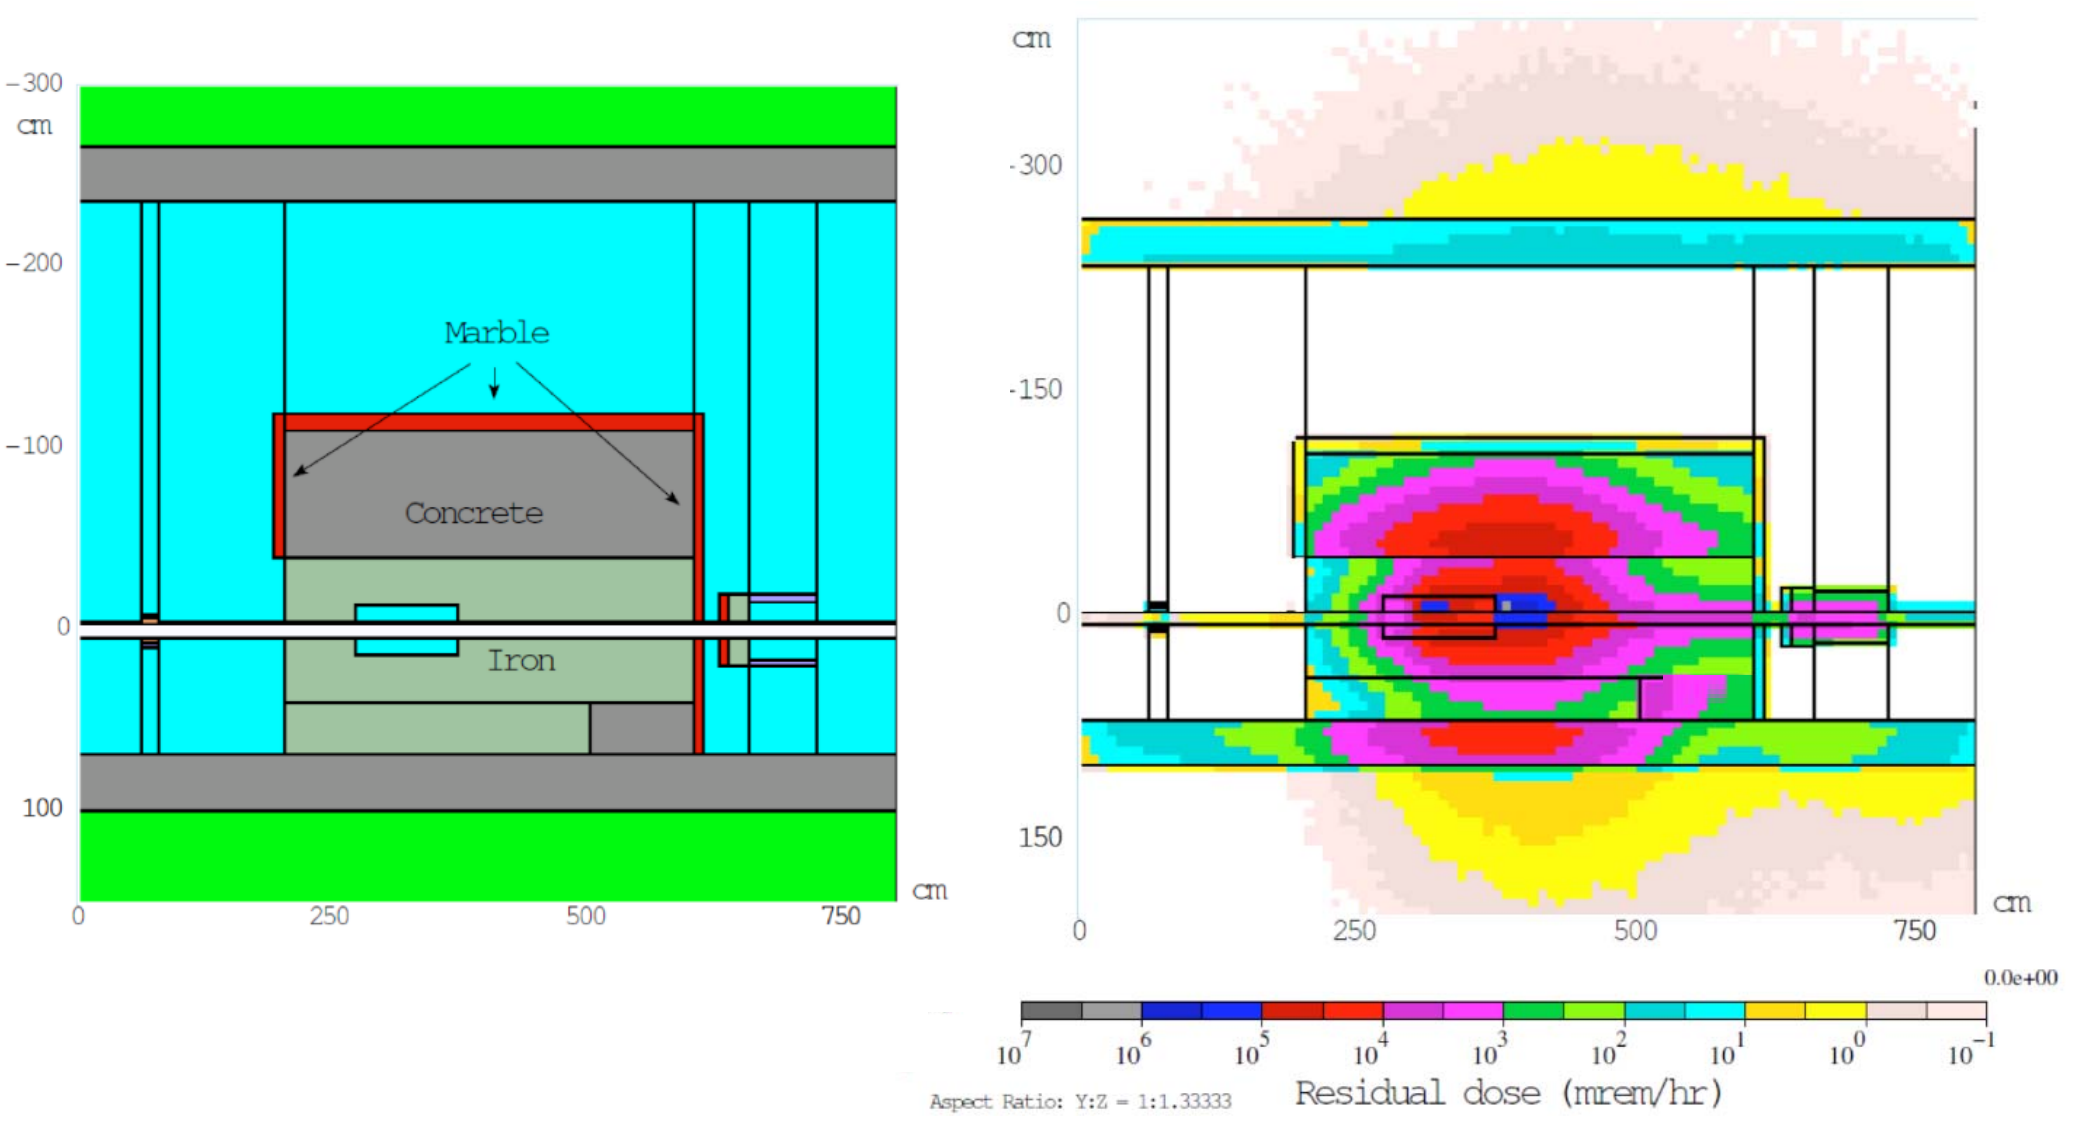 -300
cm
-200
-100
0
100
Marble
Concrete
Iron
cm
0 250 500 750
cm
-300
-150
0
150
cm
0 250 500 750
0.0e+00
10^7 10^6 10^5 10^4 10^3 10^2 10^1 10^0 10^-1
Aspect Ratio: Y:Z = 1:1.33333
Residual dose (mrem/hr)